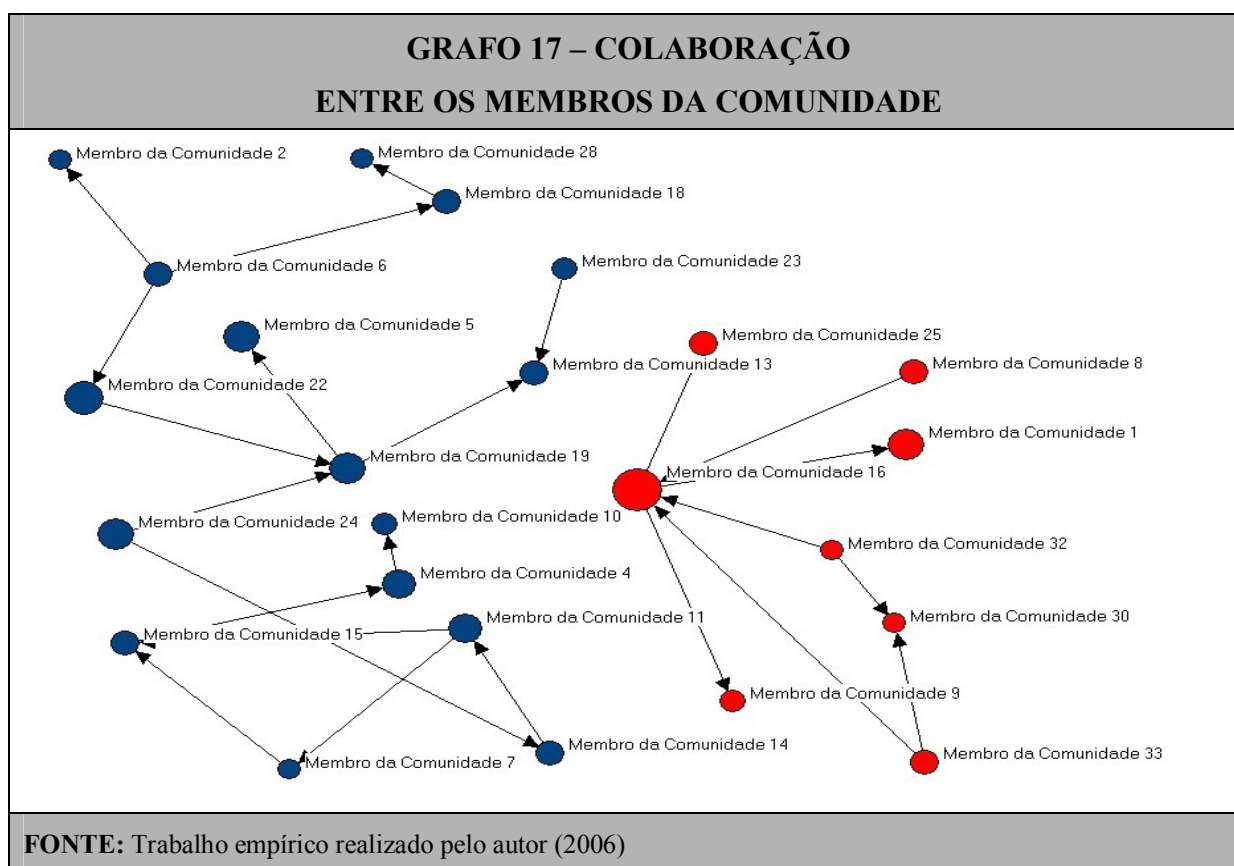 GRAFO 17 – COLABORAÇÃO
ENTRE OS MEMBROS DA COMUNIDADE
Membro da Comunidade 2
Membro da Comunidade 28
Membro da Comunidade 18
Membro da Comunidade 6
Membro da Comunidade 23
Membro da Comunidade 5
Membro da Comunidade 25
Membro da Comunidade 13
Membro da Comunidade 8
Membro da Comunidade 22
Membro da Comunidade 1
Membro da Comunidade 19
Membro da Comunidade 16
Membro da Comunidade 24
Membro da Comunidade 10
Membro da Comunidade 32
Membro da Comunidade 4
Membro da Comunidade 30
Membro da Comunidade 11
Membro da Comunidade 15
Membro da Comunidade 9
Membro da Comunidade 14
Membro da Comunidade 33
Membro da Comunidade 7
FONTE: Trabalho empírico realizado pelo autor (2006)